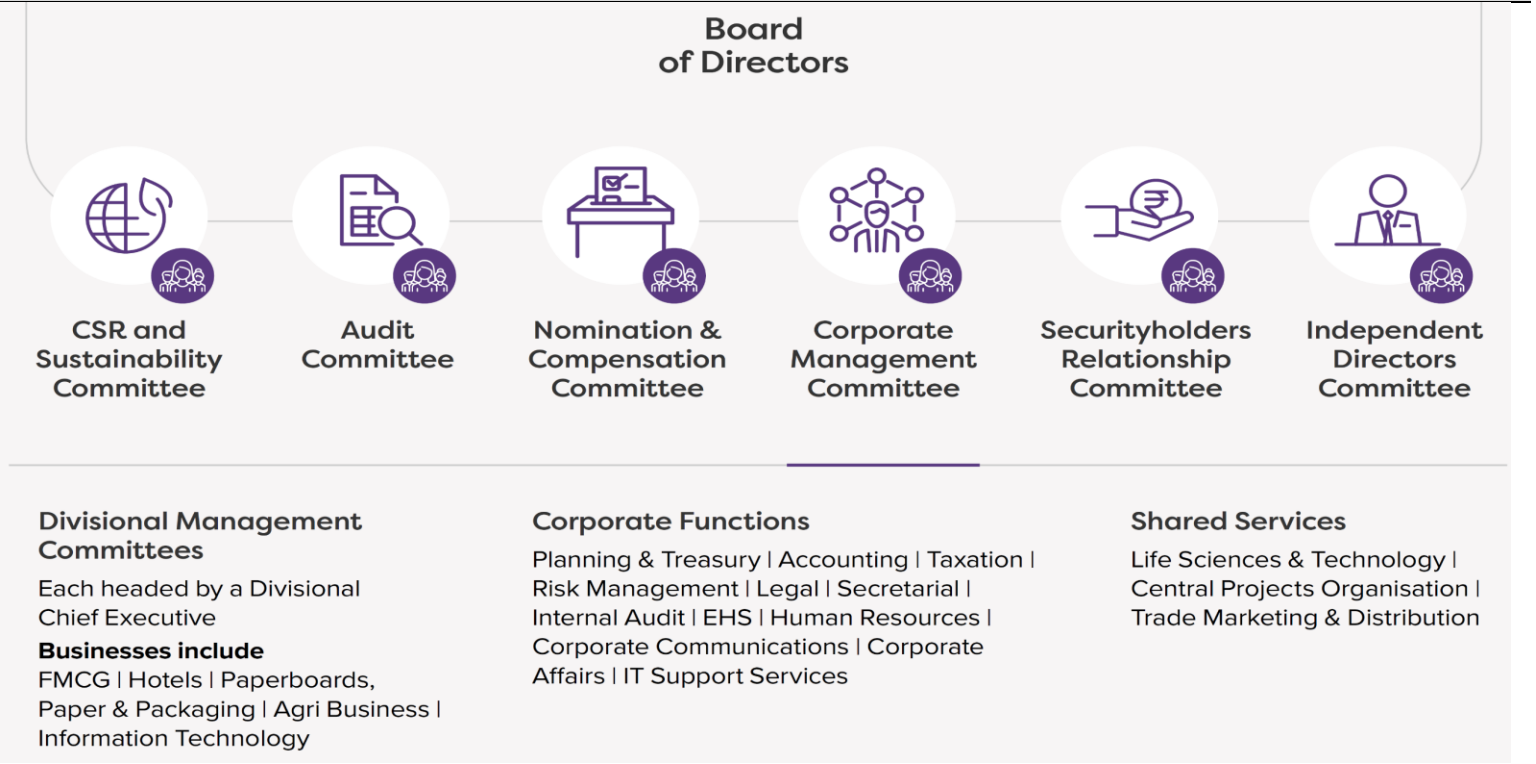 Board
of Directors
CSR and
Sustainability
Committee
Audit
Committee
Nomination &
Compensation
Committee
Corporate
Management
Committee
Securityholders
Relationship
Committee
Independent
Directors
Committee
Divisional Management
Committees
Each headed by a Divisional
Chief Executive
Businesses include
FMCG | Hotels | Paperboards,
Paper & Packaging | Agri Business |
Information Technology
Corporate Functions
Planning & Treasury | Accounting | Taxation |
Risk Management | Legal | Secretarial |
Internal Audit | EHS | Human Resources |
Corporate Communications | Corporate
Affairs | IT Support Services
Shared Services
Life Sciences & Technology |
Central Projects Organisation |
Trade Marketing & Distribution